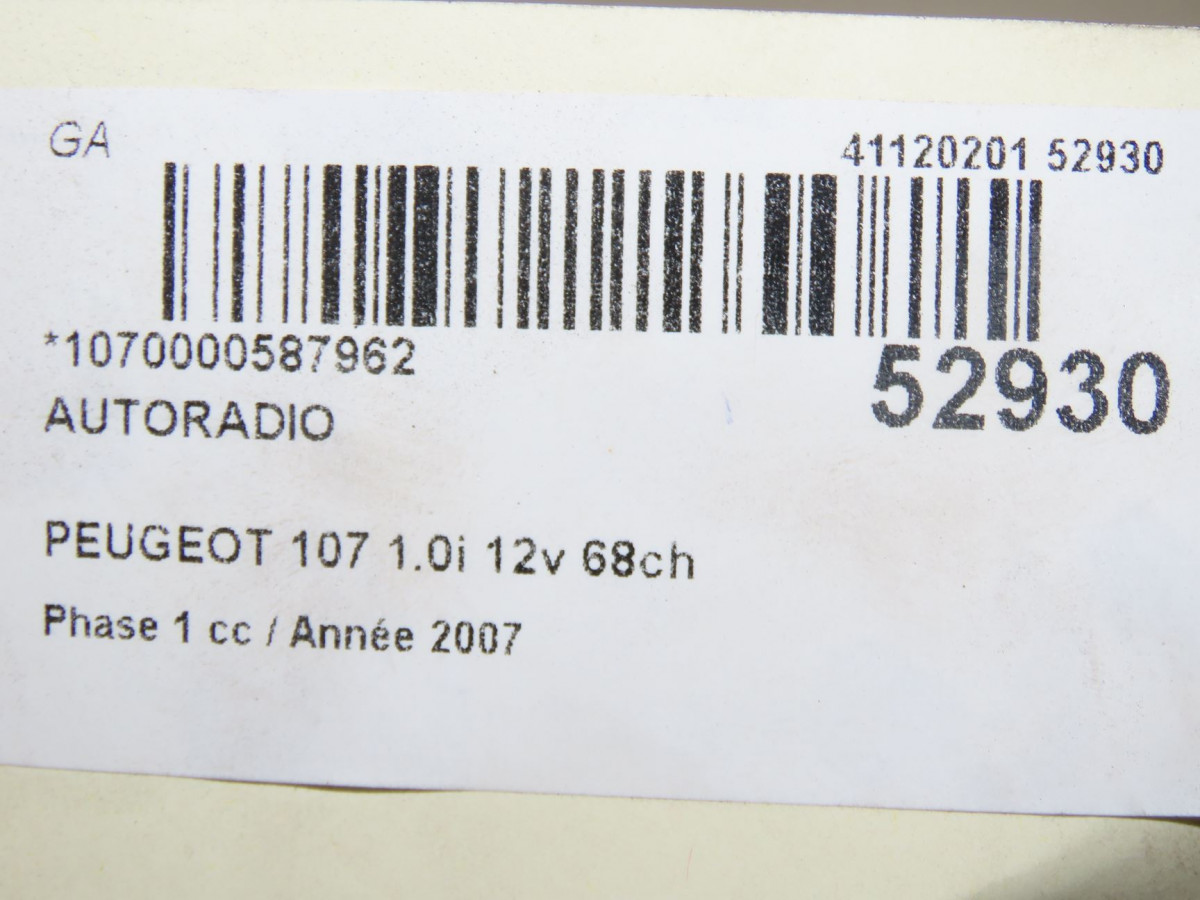 GA
41120201 52930
*1070000587962
52930
AUTORADIO
PEUGEOT 107 1.0i 12v 68ch
Phase 1 cc / Année 2007